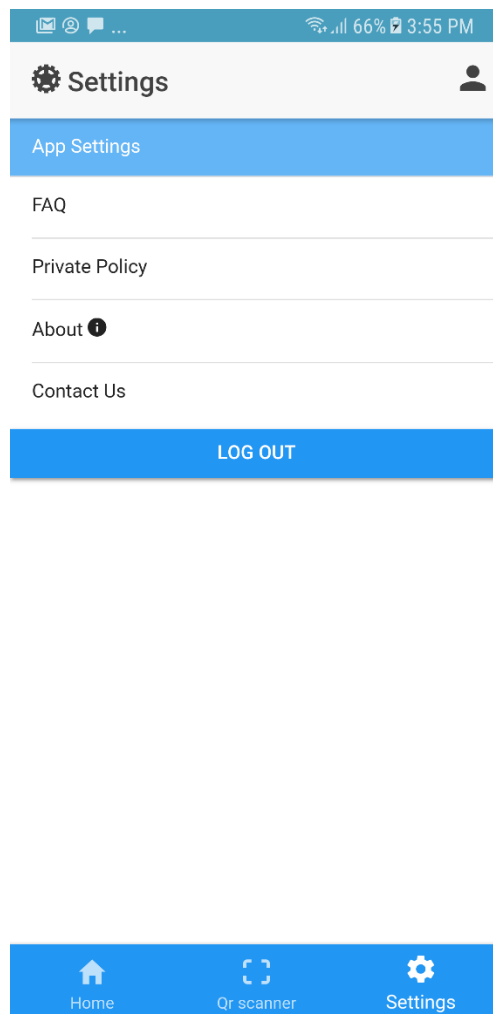 ... 66% 3:55 PM
Settings
App Settings
FAQ
Private Policy
About
Contact Us
LOG OUT
Home Qr scanner Settings